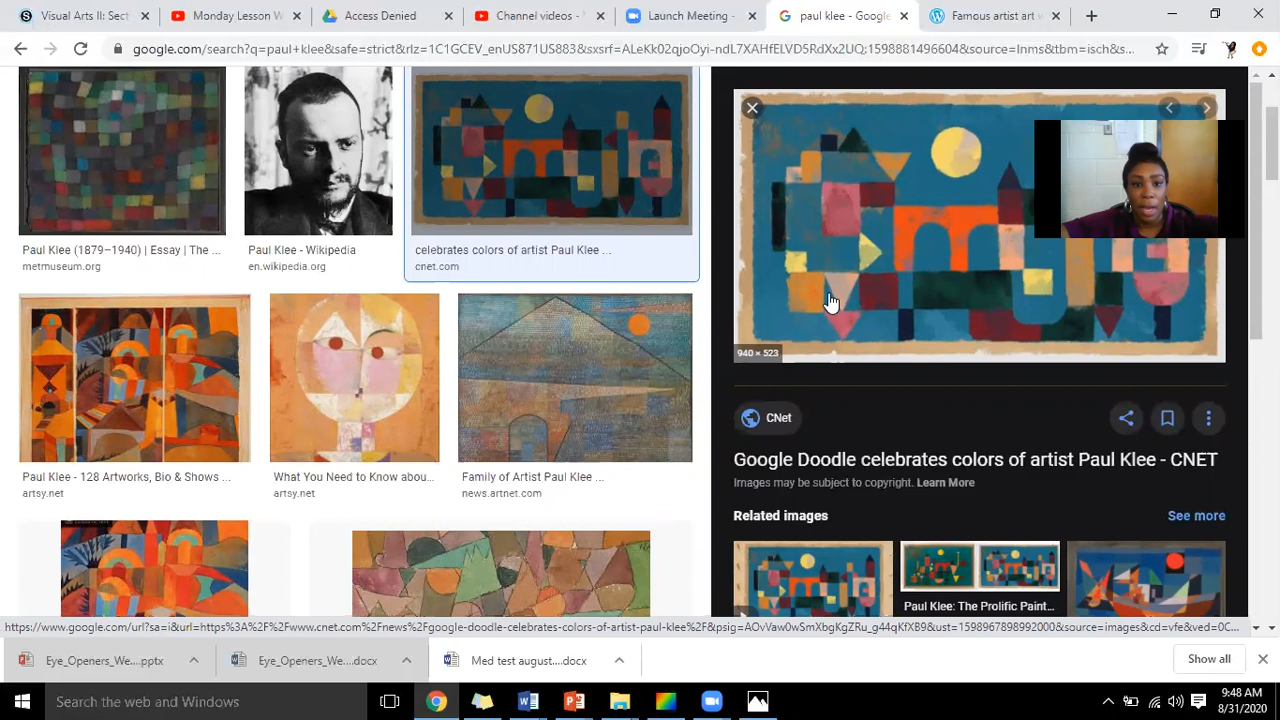 Visual Arts II: Sect
Monday Lesson W
Access Denied
Channel videos -
Launch Meeting -
paul klee - Google
Famous artist art w
google.com/search?q=paul+klee&safe=strict&rlz=1C1GCEV_enUS871US883&sxsrf=ALeKk02qjoOyi-ndL7XAHfELVD5RdXx2UQ:1598881496604&source=lnms&tbm=isch&s...
Paul Klee (1879–1940) | Essay | The ...
metmuseum.org
Paul Klee - Wikipedia
en.wikipedia.org
celebrates colors of artist Paul Klee ...
cnet.com
940 × 523
CNet
Google Doodle celebrates colors of artist Paul Klee - CNET
Images may be subject to copyright. Learn More
Paul Klee - 128 Artworks, Bio & Shows ...
artsy.net
What You Need to Know abou...
artsy.net
Family of Artist Paul Klee ...
news.artnet.com
Related images
See more
Paul Klee: The Prolific Paint...
https://www.google.com/url?sa=i&url=https%3A%2F%2Fwww.cnet.com%2Fnews%2Fgoogle-doodle-celebrates-colors-of-artist-paul-klee%2F&psig=AOvVaw0wSmXbgKgZRu_g44qKfXB9&ust=1598967898992000&source=images&cd=vfe&ved=0C...
Eye_Openers_We....pptx
Eye_Openers_We....docx
Med test august....docx
Show all
Search the web and Windows
9:48 AM
8/31/2020